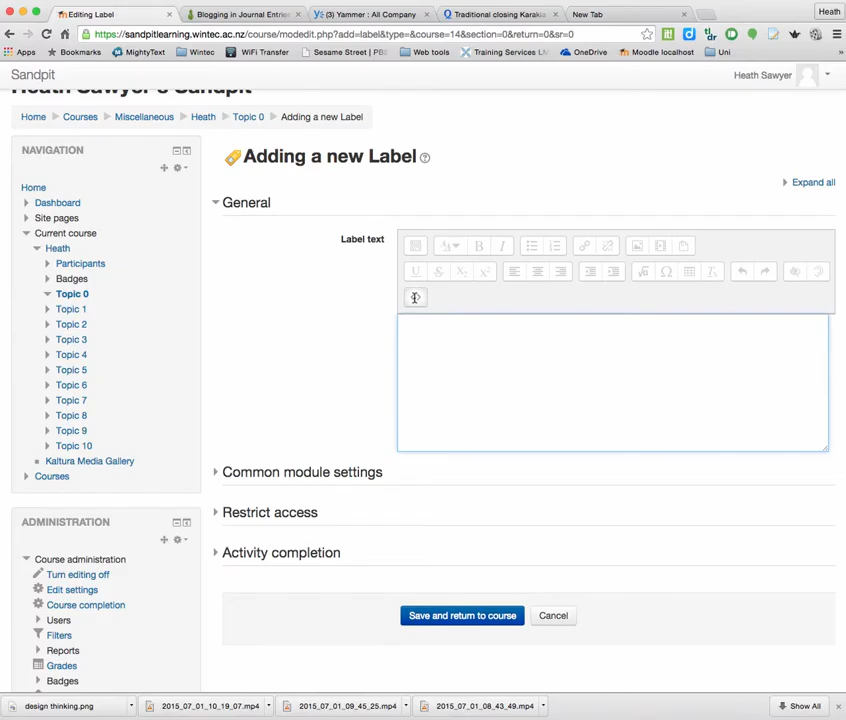 Editing Label
Blogging in Journal Entrie
(3) Yammer : All Company
Traditional closing Karakia
New Tab
Heath
https://sandpitlearning.wintec.ac.nz/course/modedit.php?add=label&type=&course=14&section=0&return=0&sr=0
Apps
Bookmarks
MightyText
Wintec
WiFi Transfer
Sesame Street | PBS
Web tools
Training Services LM
OneDrive
Moodle localhost
Uni
Sandpit
Heath Sawyer
Heath Sawyer's Sandpit
Home
Courses
Miscellaneous
Heath
Topic 0
Adding a new Label
NAVIGATION
Home
Dashboard
Site pages
Current course
Heath
Participants
Badges
Topic 0
Topic 1
Topic 2
Topic 3
Topic 4
Topic 5
Topic 6
Topic 7
Topic 8
Topic 9
Topic 10
Kaltura Media Gallery
Courses
ADMINISTRATION
Course administration
Turn editing off
Edit settings
Course completion
Users
Filters
Reports
Grades
Badges
Adding a new Label
Expand all
General
Label text
Common module settings
Restrict access
Activity completion
Save and return to course
Cancel
design thinking.png
2015_07_01_10_19_07.mp4
2015_07_01_09_45_25.mp4
2015_07_01_08_43_49.mp4
Show All